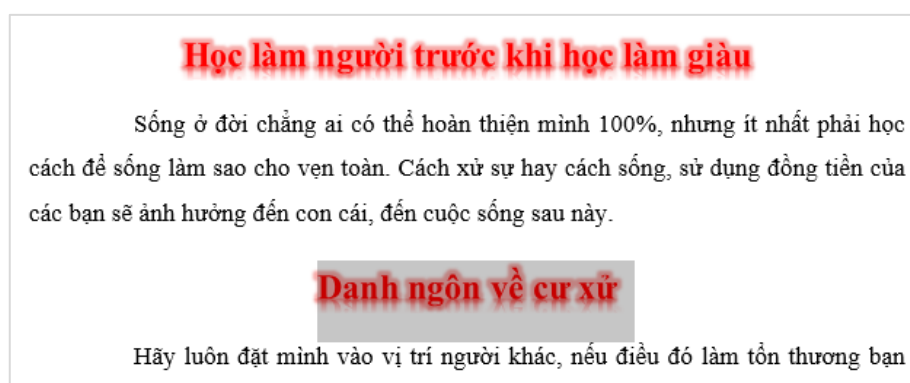 Học làm người trước khi học làm giàu
Sống ở đời chẳng ai có thể hoàn thiện mình 100%, nhưng ít nhất phải học
cách để sống làm sao cho vẹn toàn. Cách xử sự hay cách sống, sử dụng đồng tiền của
các bạn sẽ ảnh hưởng đến con cái, đến cuộc sống sau này.
Danh ngôn về cư xử
Hãy luôn đặt mình vào vị trí người khác, nếu điều đó làm tổn thương bạn